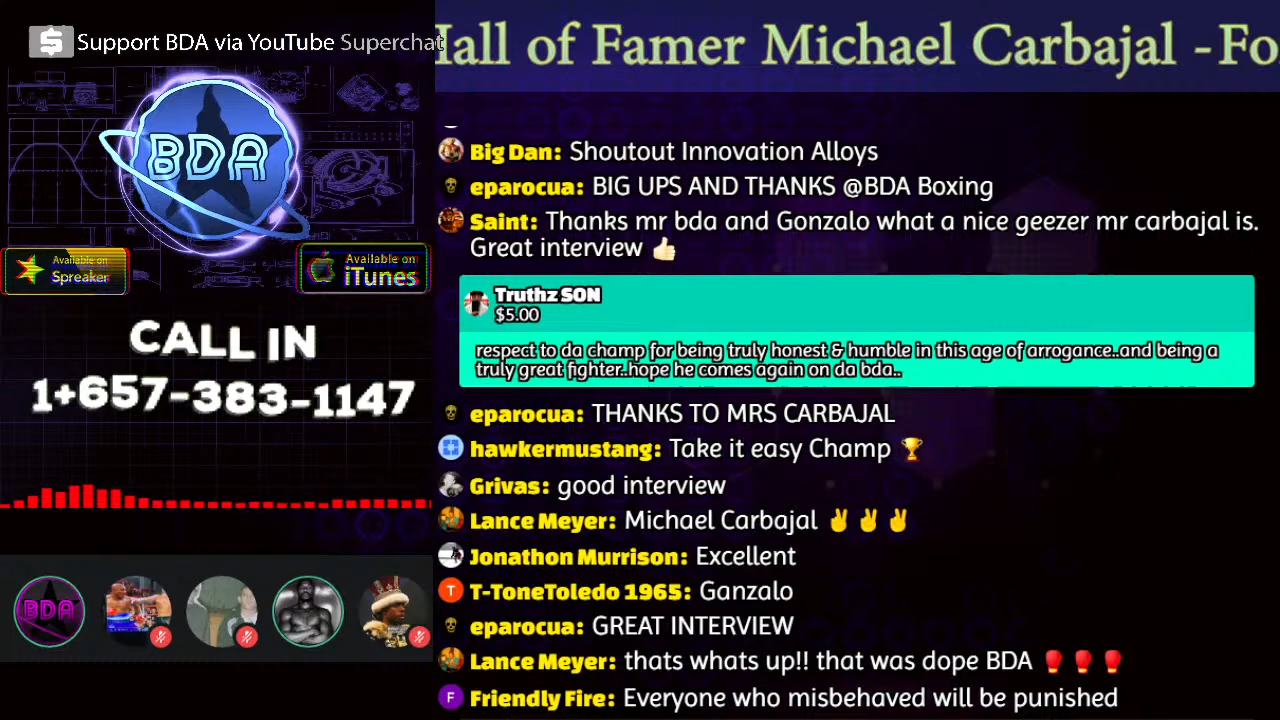 Support BDA via YouTube Superchat
Hall of Famer Michael Carbajal - Fo
BDA
Available on
Spreaker
Available on
iTunes
CALL IN
1+657-383-1147
BDA
Big Dan: Shoutout Innovation Alloys
eparocua: BIG UPS AND THANKS @BDA Boxing
Saint: Thanks mr bda and Gonzalo what a nice geezer mr carbajal is.
Great interview 👍🏻
Truthz SON
$5.00
respect to da champ for being truly honest & humble in this age of arrogance..and being a
truly great fighter..hope he comes again on da bda..
eparocua: THANKS TO MRS CARBAJAL
hawkermustang: Take it easy Champ 🏆
Grivas: good interview
Lance Meyer: Michael Carbajal ✌️✌️✌️
Jonathon Murrison: Excellent
T T-ToneToledo 1965: Ganzalo
eparocua: GREAT INTERVIEW
Lance Meyer: thats whats up!! that was dope BDA 🥊🥊🥊
F Friendly Fire: Everyone who misbehaved will be punished